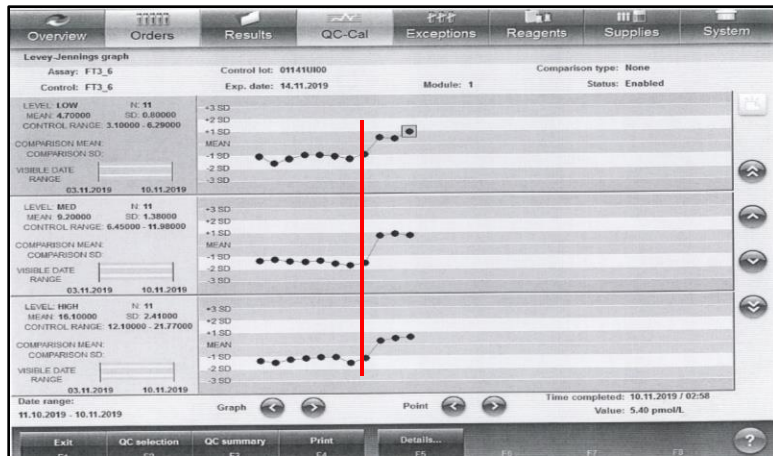 Overview Orders Results QC-Cal Exceptions Reagents Supplies System
Levey-Jennings graph
Assay: FT3_6 Control lot: 01141UI00 Comparison type: None
Control: FT3_6 Exp. date: 14.11.2019 Module: 1 Status: Enabled
LEVEL: LOW N: 11
MEAN: 4.70000 SD: 0.80000
CONTROL RANGE: 3.10000 - 6.29000
COMPARISON MEAN:
COMPARISON SD:
VISIBLE DATE
RANGE
03.11.2019 10.11.2019
+3 SD
+2 SD
+1 SD
MEAN
-1 SD
-2 SD
-3 SD
LEVEL: MED N: 11
MEAN: 9.20000 SD: 1.38000
CONTROL RANGE: 6.45000 - 11.98000
COMPARISON MEAN:
COMPARISON SD:
VISIBLE DATE
RANGE
03.11.2019 10.11.2019
+3 SD
+2 SD
+1 SD
MEAN
-1 SD
-2 SD
-3 SD
LEVEL: HIGH N: 11
MEAN: 16.10000 SD: 2.41000
CONTROL RANGE: 12.10000 - 21.77000
COMPARISON MEAN:
COMPARISON SD:
VISIBLE DATE
RANGE
03.11.2019 10.11.2019
+3 SD
+2 SD
+1 SD
MEAN
-1 SD
-2 SD
-3 SD
Date range:
11.10.2019 - 10.11.2019
Graph Point
Time completed: 10.11.2019 / 02:58
Value: 5.40 pmol/L
Exit QC selection QC summary Print Details... ?
F1 F2 F3 F4 F5 F6 F7 F8